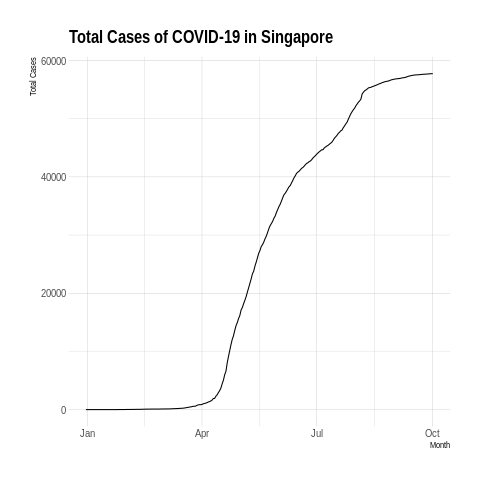 Total Cases of COVID-19 in Singapore
Total Cases
60000
40000
20000
0
Jan Apr Jul Oct
Month